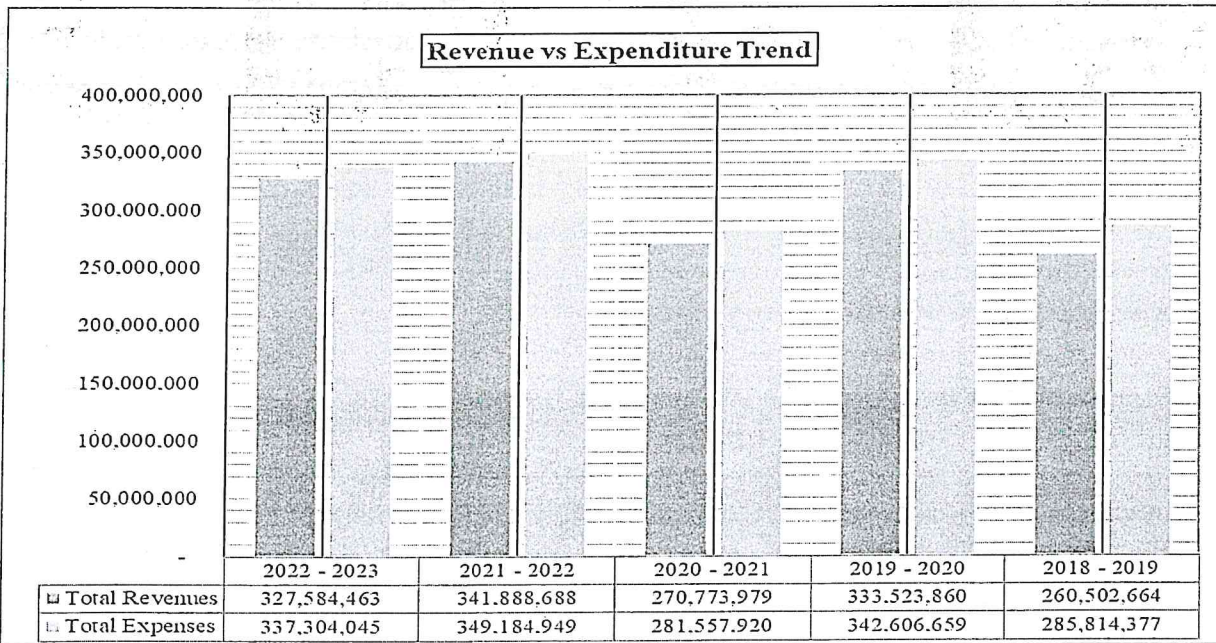 Revenue vs Expenditure Trend
400,000,000
350,000,000
300.000.000
250.000,000
200,000.000
150.000.000
100,000.000
50,000,000
-
2022 - 2023 2021 - 2022 2020 - 2021 2019 - 2020 2018 - 2019
Total Revenues 327,584,463 341.888,688 270,773,979 333.523,860 260,502,664
Total Expenses 337,304,045 349.184,949 281.557,920 342.606,659 285,814,377